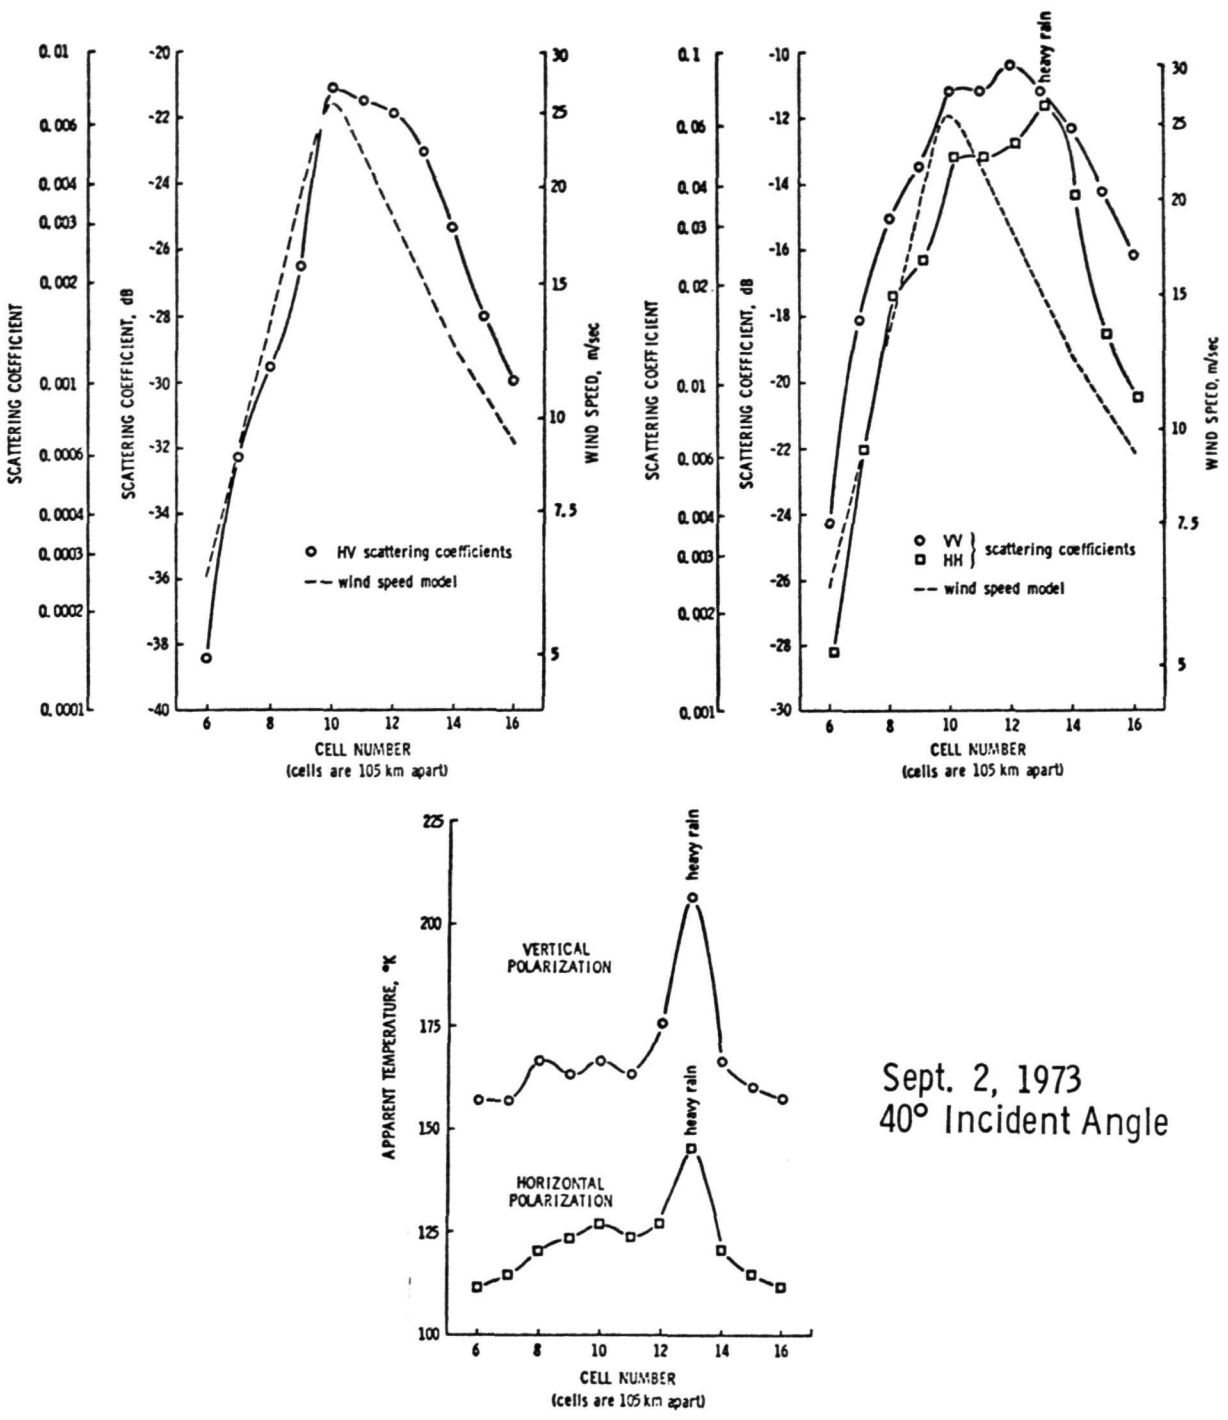 0.01
0.006
0.004
0.003
0.002
0.001
0.0006
0.0004
0.0003
0.0002
0.0001
SCATTERING COEFFICIENT
-20
-22
-24
-26
-28
-30
-32
-34
-36
-38
-40
SCATTERING COEFFICIENT, dB
30
25
20
15
10
7.5
5
WIND SPEED, m/sec
HV scattering coefficients
wind speed model
6 8 10 12 14 16
CELL NUMBER
(cells are 105 km apart)
0.1
0.06
0.04
0.03
0.02
0.01
0.006
0.004
0.003
0.002
0.001
SCATTERING COEFFICIENT
-10
-11
-12
-14
-16
-18
-20
-22
-24
-26
-28
-30
SCATTERING COEFFICIENT, dB
heavy rain
30
25
20
15
10
7.5
5
WIND SPEED, m/sec
VV
HH
scattering coefficients
wind speed model
6 8 10 12 14 16
CELL NUMBER
(cells are 105 km apart)
225
200
175
150
125
100
APPARENT TEMPERATURE, °K
heavy rain
VERTICAL
POLARIZATION
heavy rain
HORIZONTAL
POLARIZATION
6 8 10 12 14 16
CELL NUMBER
(cells are 105 km apart)
Sept. 2, 1973
40° Incident Angle